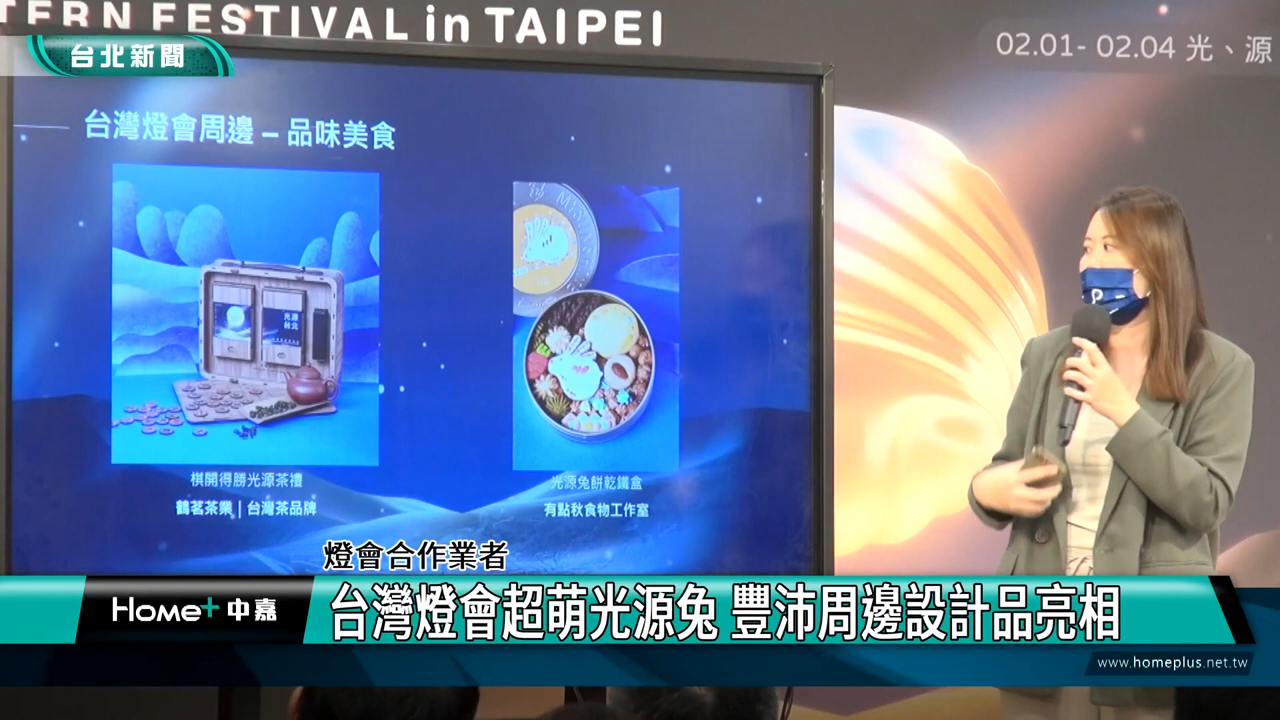 TERN FESTIVAL in TAIPEI
台北新聞
02.01- 02.04 光、源
台灣燈會周邊 – 品味美食
光源
台北
P
棋開得勝光源茶禮
鶴茗茶業 | 台灣茶品牌
光源兔餅乾鐵盒
有點秋食物工作室
燈會合作業者
Home+ 中嘉
台灣燈會超萌光源兔 豐沛周邊設計品亮相
www.homeplus.net.tw